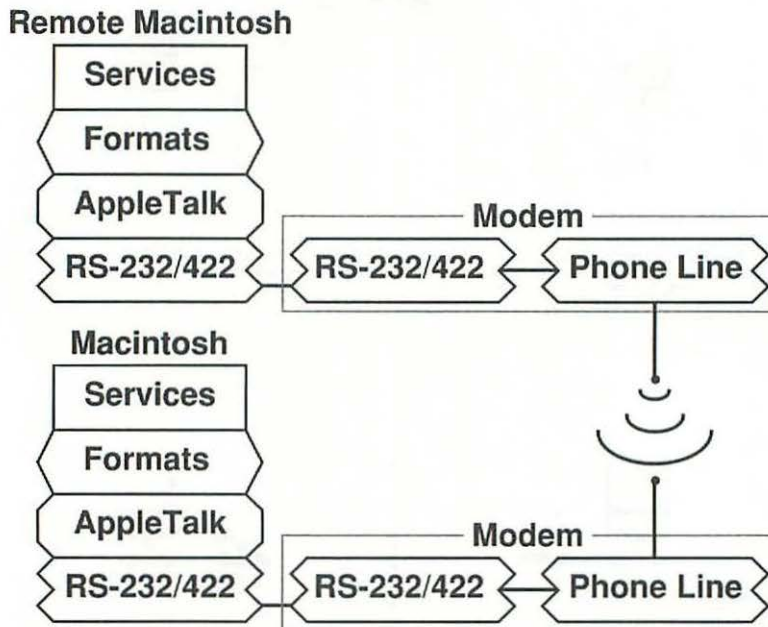 Remote Macintosh
Services
Formats
AppleTalk
Modem
RS-232/422
RS-232/422
Phone Line
Macintosh
Services
Formats
AppleTalk
Modem
RS-232/422
RS-232/422
Phone Line